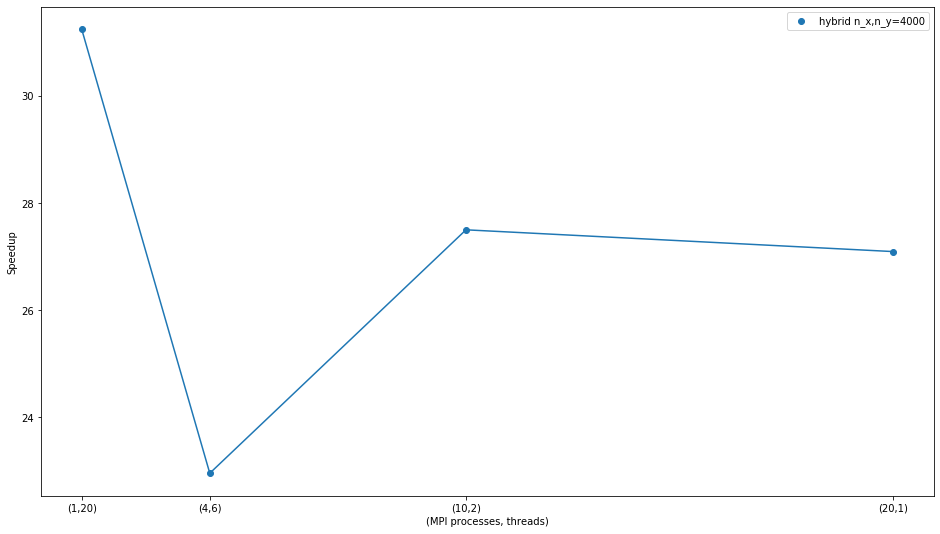 hybrid n_x,n_y=4000
30
28
26
24
Speedup
(1,20)
(4,6)
(10,2)
(20,1)
(MPI processes, threads)